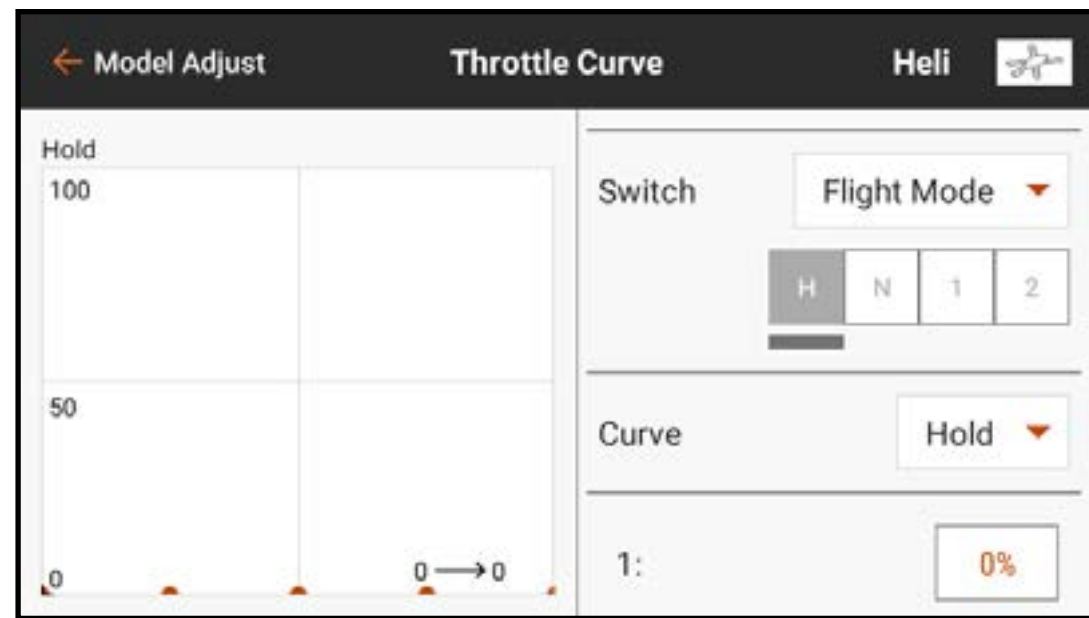 ← Model Adjust Throttle Curve Heli
Hold
100
50
0
0 → 0
Switch Flight Mode
H N 1 2
Curve Hold
1: 0%